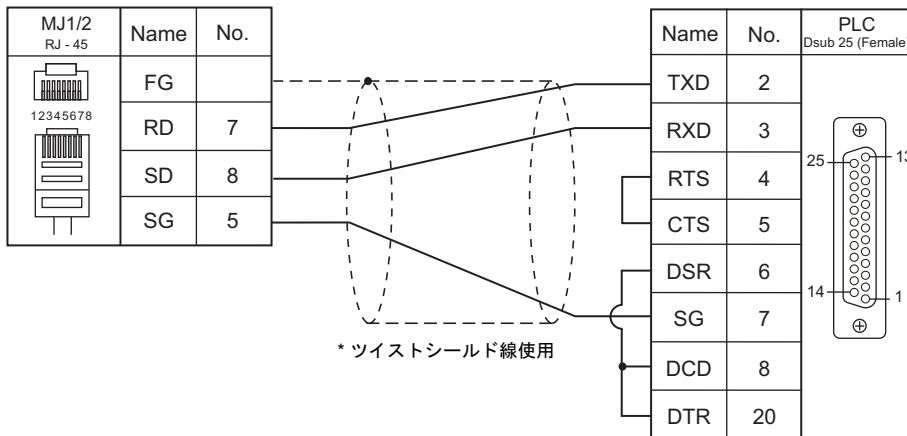 MJ1/2
RJ - 45
Name No.
12345678
FG
RD 7
SD 8
SG 5
* ツイストシールド線使用
Name No.
PLC
Dsub 25 (Female)
TXD 2
RXD 3
RTS 4
CTS 5
DSR 6
SG 7
DCD 8
DTR 20
25
13
14
1